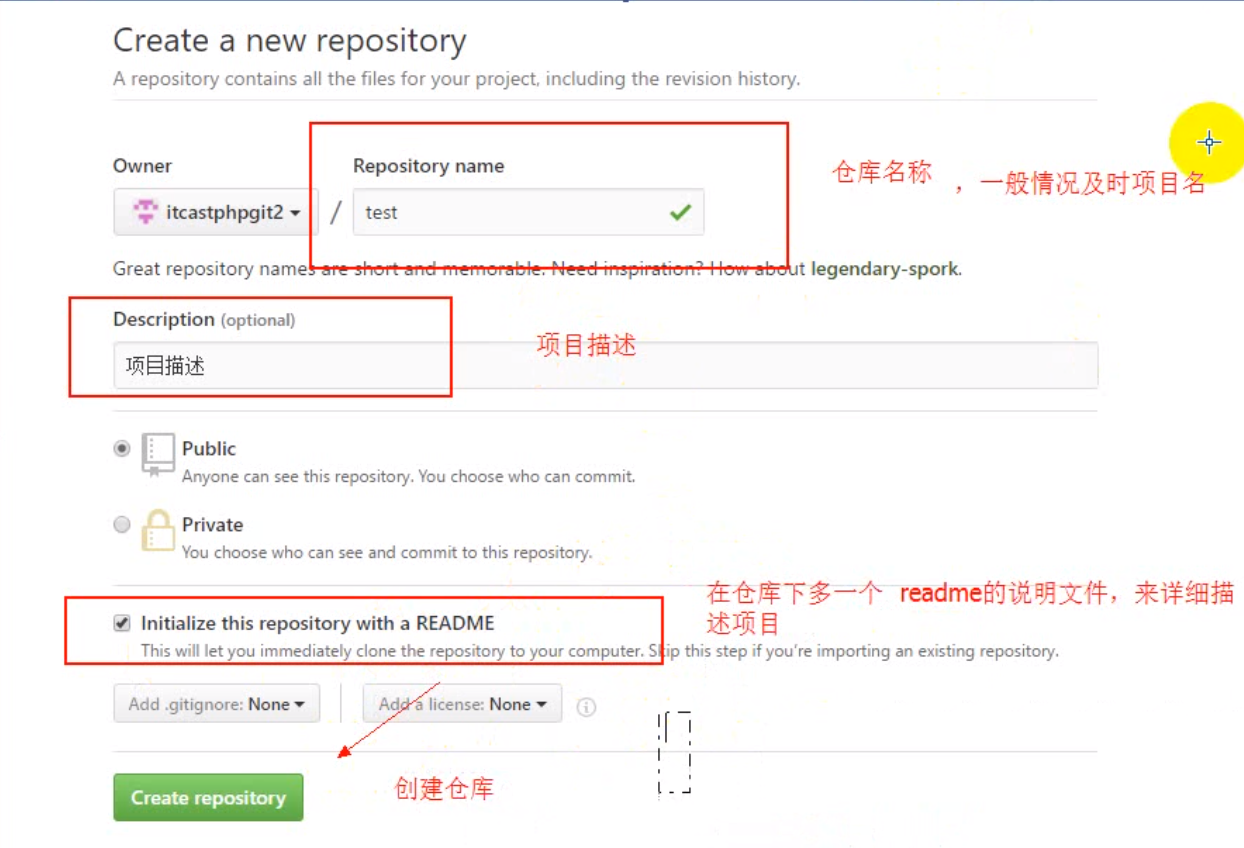 Create a new repository
A repository contains all the files for your project, including the revision history.
Owner
Repository name
仓库名称 ，一般情况及时项目名
itcastphpgit2 / test
Great repository names are short and memorable. Need inspiration? How about legendary-spork.
Description (optional)
项目描述
项目描述
Public
Anyone can see this repository. You choose who can commit.
Private
You choose who can see and commit to this repository.
在仓库下多一个 readme的说明文件，来详细描
述项目
Initialize this repository with a README
This will let you immediately clone the repository to your computer. Skip this step if you're importing an existing repository.
Add .gitignore: None
Add a license: None
创建仓库
Create repository